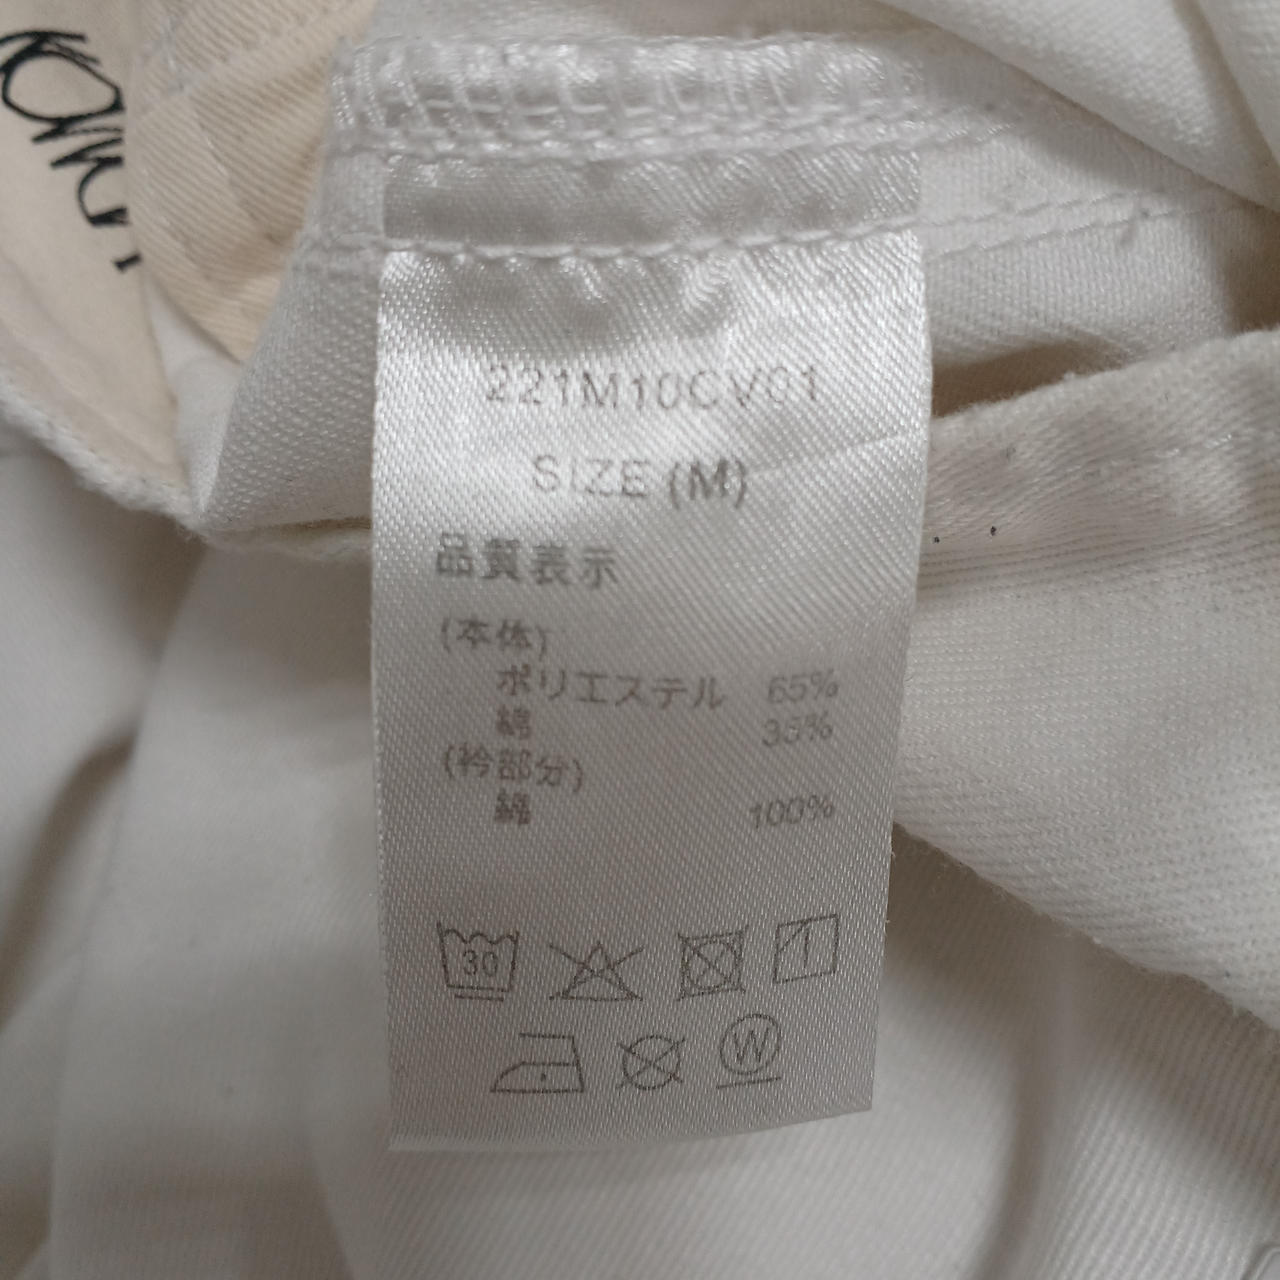 221M10CV01
SIZE (M)
品質表示
(本体)
ポリエステル 65%
綿 35%
(衿部分)
綿 100%
30
W